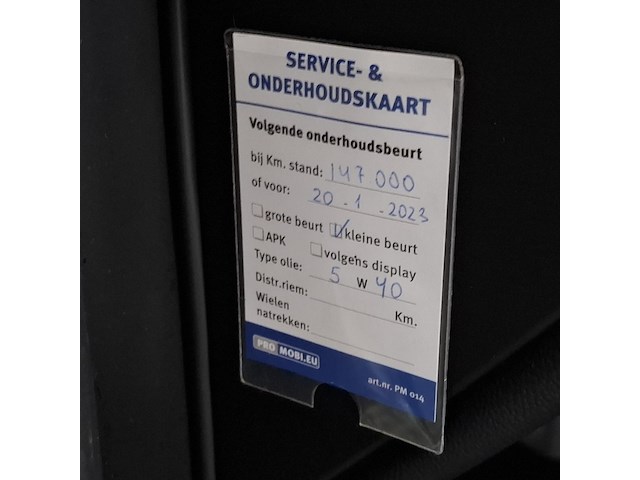 SERVICE- &
ONDERHOUDSKAART
Volgende onderhoudsbeurt
bij Km. stand: 147 000
of voor: 20 - 1 - 2023
grote beurt kleine beurt
APK volgens display
Type olie: 5 W 40
Distr.riem: Km.
Wielen
natrekken:
PRO MOBI.EU
art.nr. PM 014